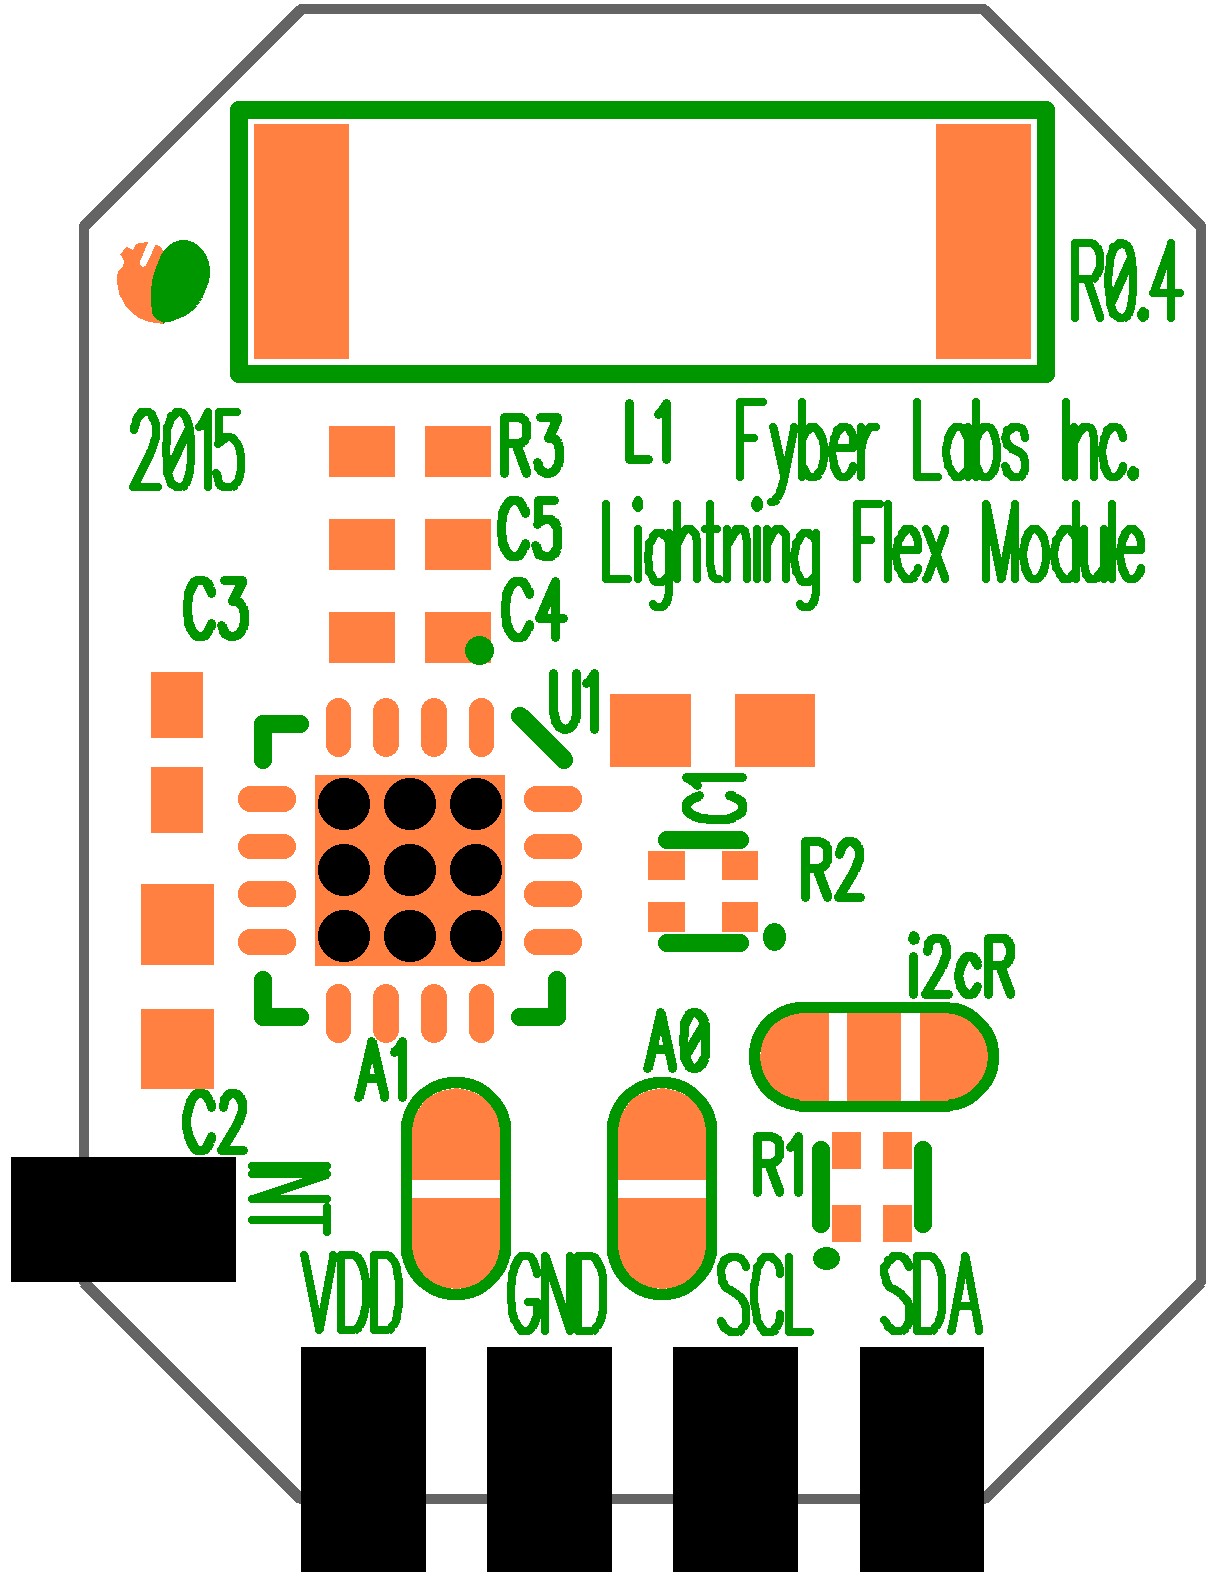 R0.4
2015
R3
L1
Fyber Labs Inc.
C5
Lightning Flex Module
C3
C4
U1
C1
R2
i2cR
A1
A0
C2
R1
INT
VDD
GND
SCL
SDA